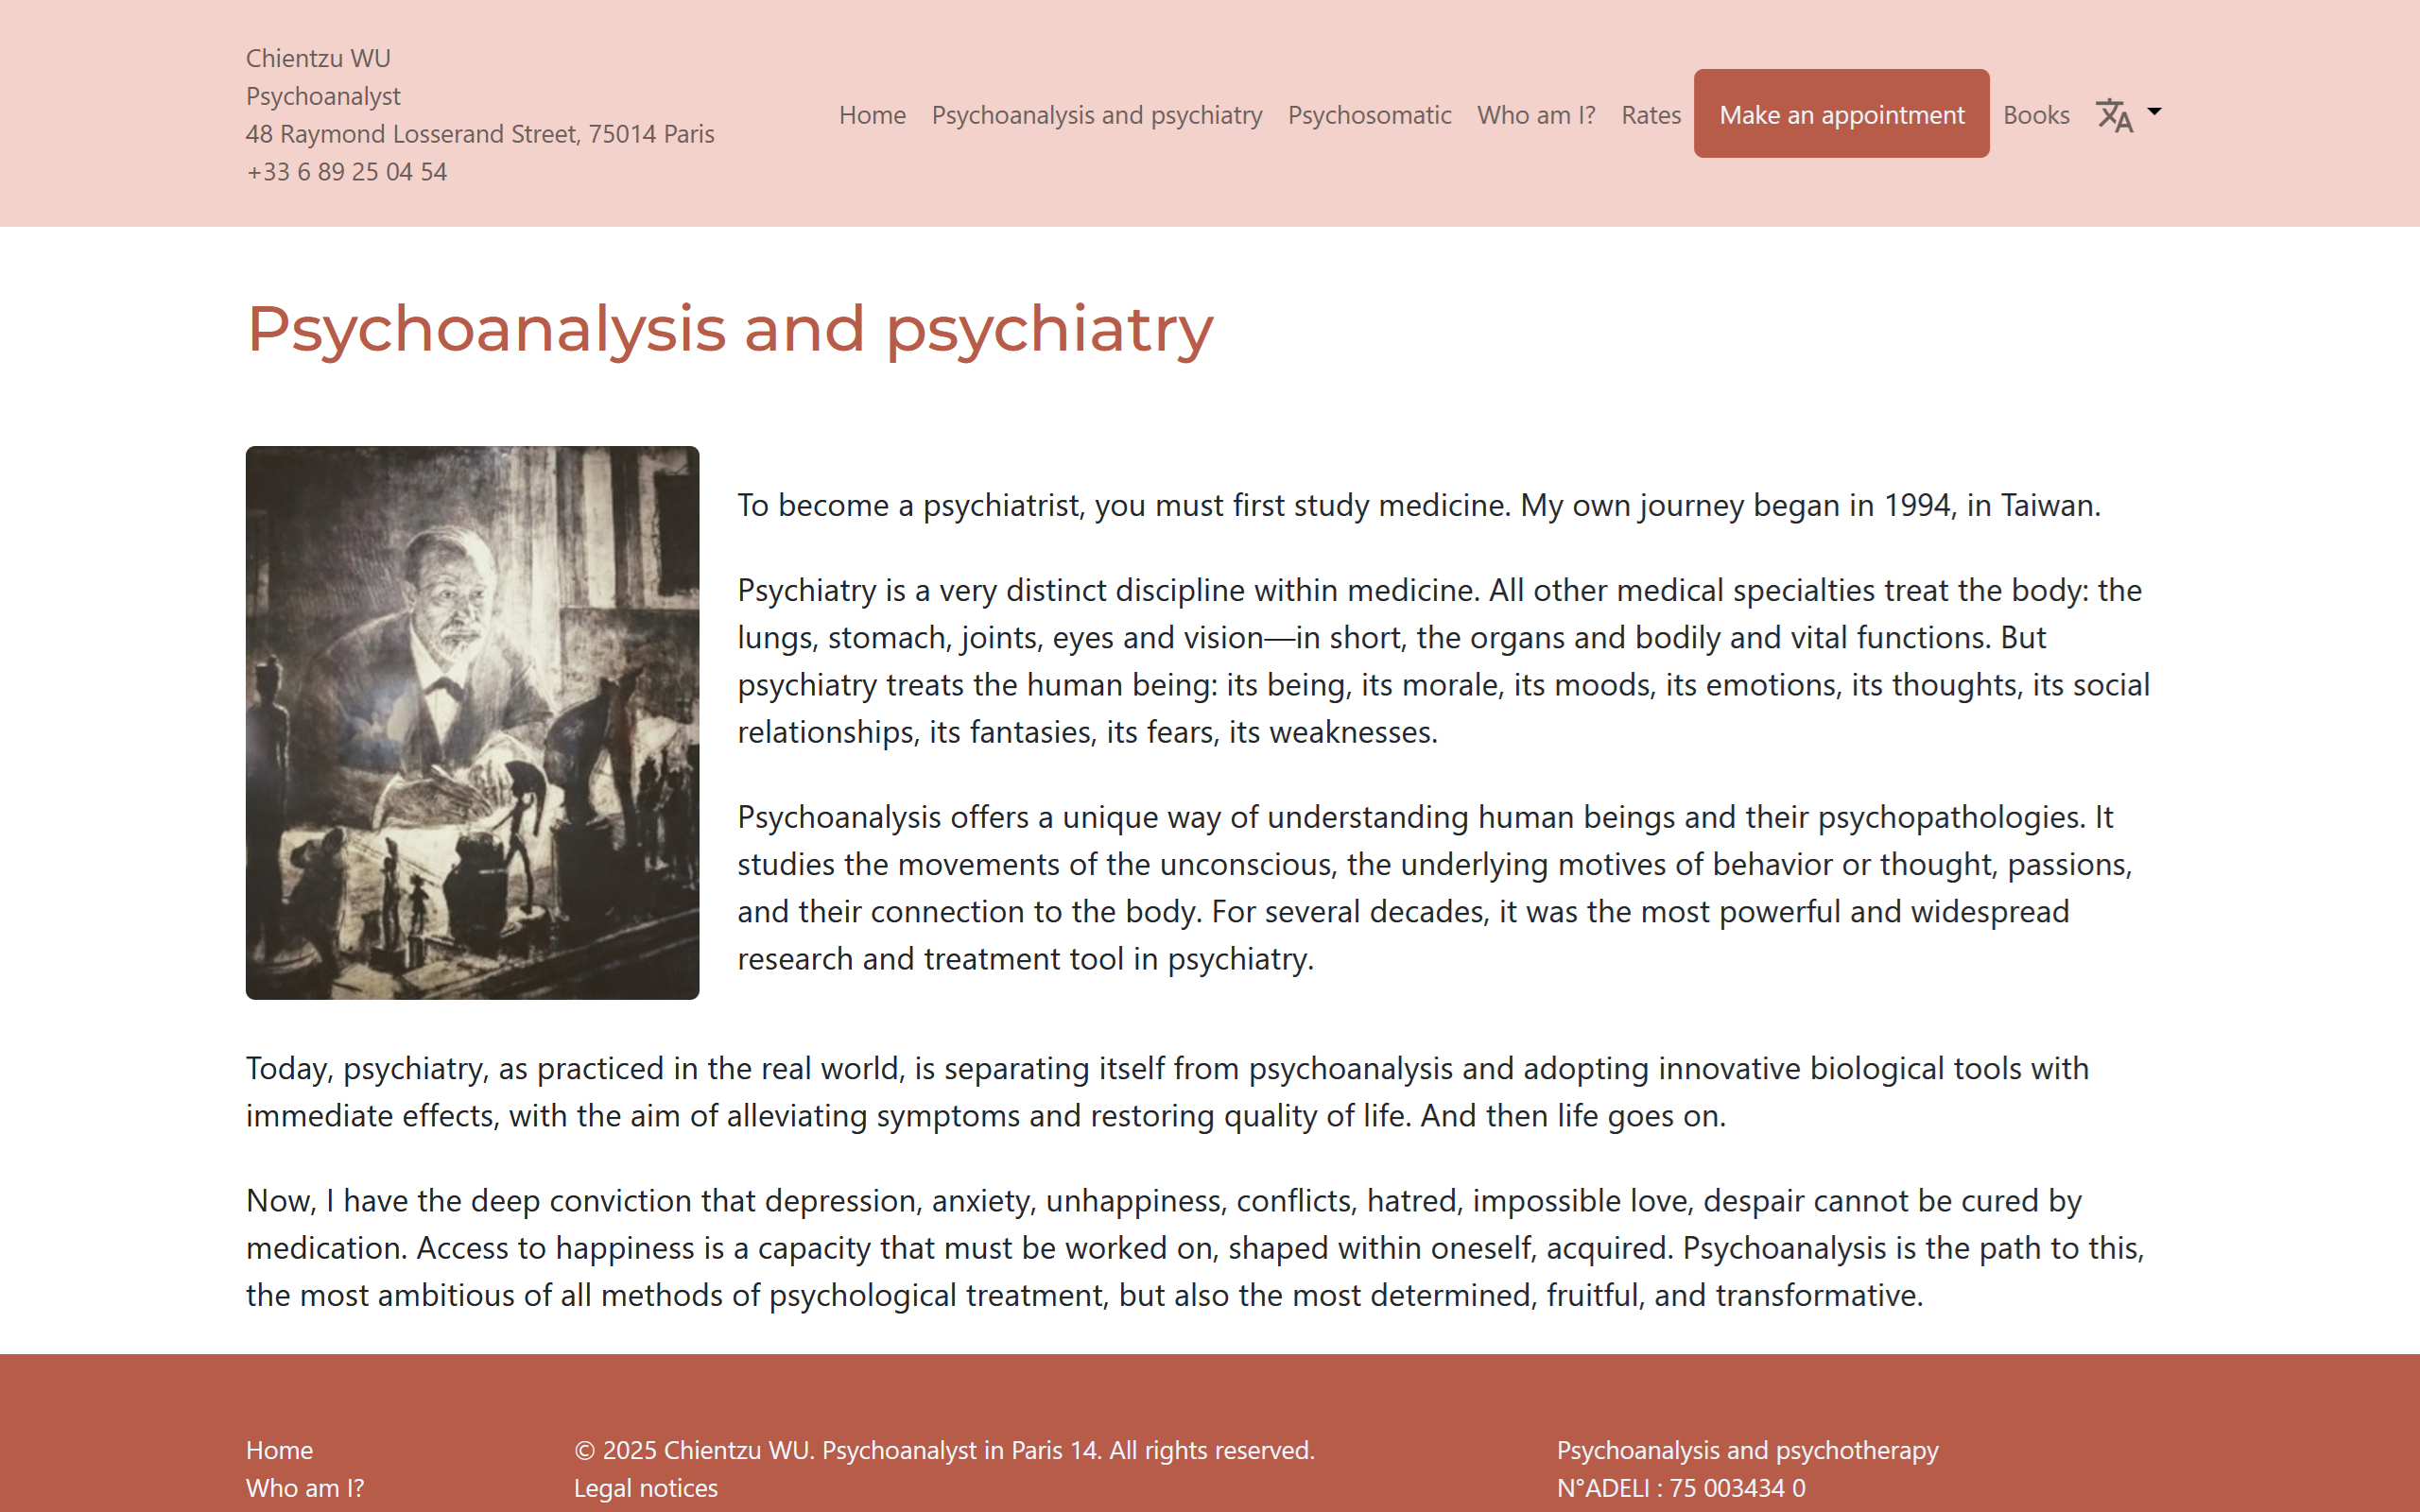 Chientzu WU
Psychoanalyst
48 Raymond Losserand Street, 75014 Paris
+33 6 89 25 04 54
Home
Psychoanalysis and psychiatry
Psychosomatic
Who am I?
Rates
Make an appointment
Books
Psychoanalysis and psychiatry
To become a psychiatrist, you must first study medicine. My own journey began in 1994, in Taiwan.
Psychiatry is a very distinct discipline within medicine. All other medical specialties treat the body: the
lungs, stomach, joints, eyes and vision—in short, the organs and bodily and vital functions. But
psychiatry treats the human being: its being, its morale, its moods, its emotions, its thoughts, its social
relationships, its fantasies, its fears, its weaknesses.
Psychoanalysis offers a unique way of understanding human beings and their psychopathologies. It
studies the movements of the unconscious, the underlying motives of behavior or thought, passions,
and their connection to the body. For several decades, it was the most powerful and widespread
research and treatment tool in psychiatry.
Today, psychiatry, as practiced in the real world, is separating itself from psychoanalysis and adopting innovative biological tools with
immediate effects, with the aim of alleviating symptoms and restoring quality of life. And then life goes on.
Now, I have the deep conviction that depression, anxiety, unhappiness, conflicts, hatred, impossible love, despair cannot be cured by
medication. Access to happiness is a capacity that must be worked on, shaped within oneself, acquired. Psychoanalysis is the path to this,
the most ambitious of all methods of psychological treatment, but also the most determined, fruitful, and transformative.
Home
Who am I?
© 2025 Chientzu WU. Psychoanalyst in Paris 14. All rights reserved.
Legal notices
Psychoanalysis and psychotherapy
N°ADELI : 75 003434 0